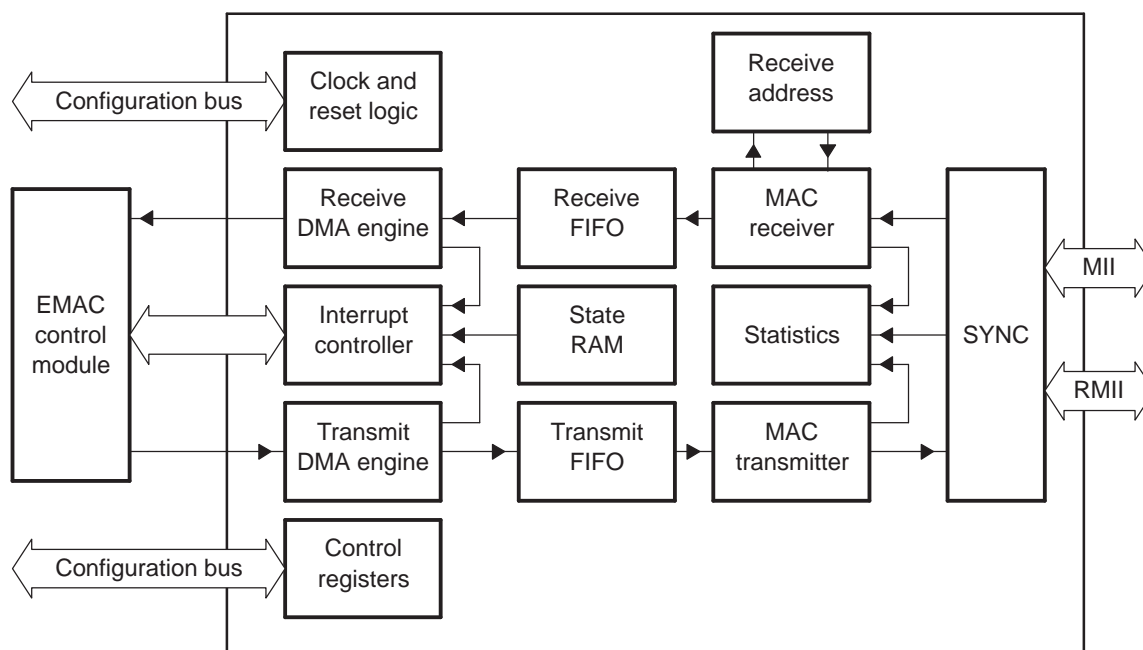 Configuration bus
Clock and
reset logic
Receive
address
Receive
DMA engine
Receive
FIFO
MAC
receiver
EMAC
control
module
Interrupt
controller
State
RAM
Statistics
SYNC
MII
RMII
Transmit
DMA engine
Transmit
FIFO
MAC
transmitter
Configuration bus
Control
registers